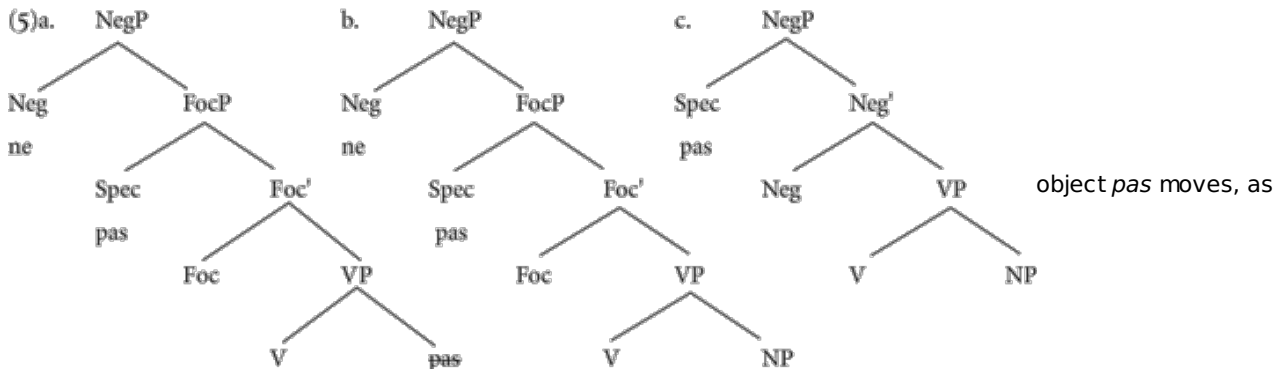 (5)a. NegP b. NegP c. NegP
Neg FocP Neg FocP Spec Neg'
ne ne pas
Spec Foc' Spec Foc' Neg VP object pas moves, as
pas pas
Foc VP Foc VP V NP
V pas V NP